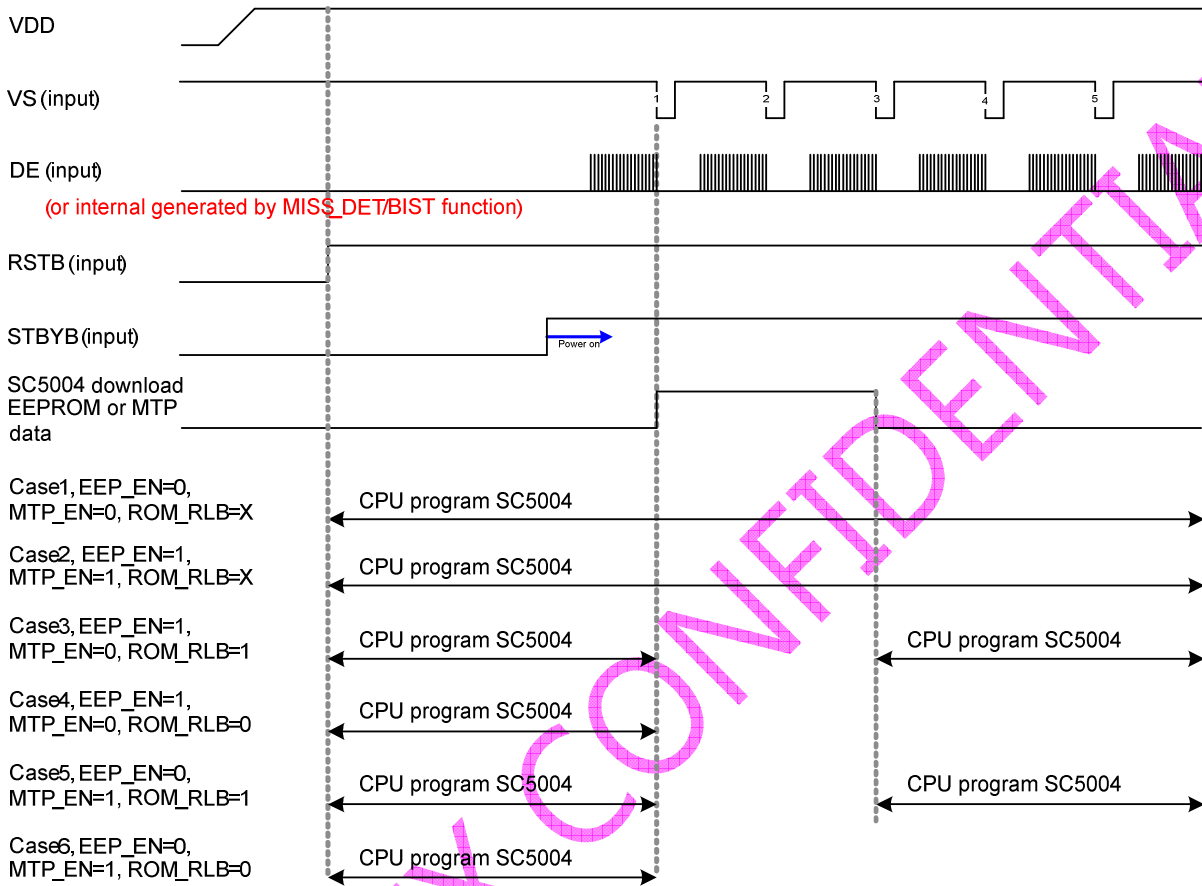 VDD
VS (input)
1 2 3 4 5
DE (input)
(or internal generated by MISS_DET/BIST function)
RSTB (input)
STBYB (input)
Power on
SC5004 download
EEPROM or MTP
data
Case1, EEP_EN=0,
MTP_EN=0, ROM_RLB=X
CPU program SC5004
Case2, EEP_EN=1,
MTP_EN=1, ROM_RLB=X
CPU program SC5004
Case3, EEP_EN=1,
MTP_EN=0, ROM_RLB=1
CPU program SC5004
CPU program SC5004
Case4, EEP_EN=1,
MTP_EN=0, ROM_RLB=0
CPU program SC5004
Case5, EEP_EN=0,
MTP_EN=1, ROM_RLB=1
CPU program SC5004
CPU program SC5004
Case6, EEP_EN=0,
MTP_EN=1, ROM_RLB=0
CPU program SC5004